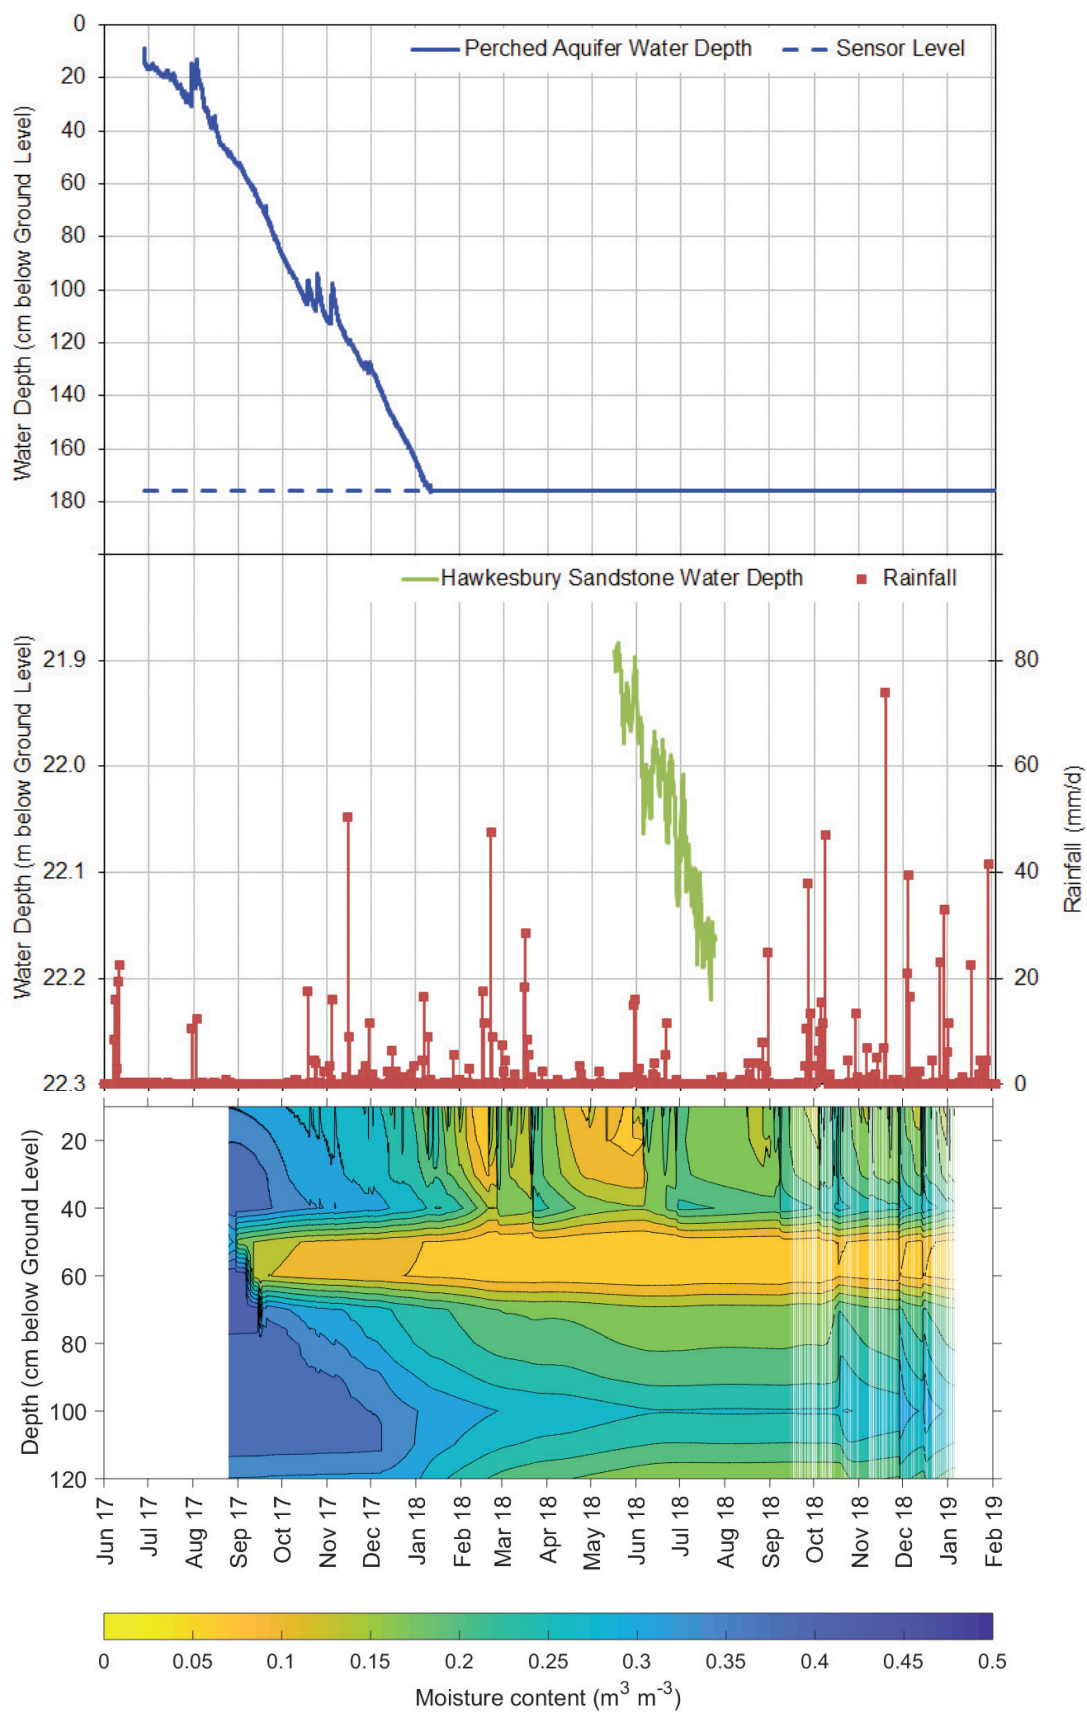 Perched Aquifer Water Depth
Sensor Level
Water Depth (cm below Ground Level)
0
20
40
60
80
100
120
140
160
180
Hawkesbury Sandstone Water Depth
Rainfall
Water Depth (m below Ground Level)
21.9
22.0
22.1
22.2
22.3
80
60
40
20
0
Rainfall (mm/d)
Depth (cm below Ground Level)
20
40
60
80
100
120
Jun 17
Jul 17
Aug 17
Sep 17
Oct 17
Nov 17
Dec 17
Jan 18
Feb 18
Mar 18
Apr 18
May 18
Jun 18
Jul 18
Aug 18
Sep 18
Oct 18
Nov 18
Dec 18
Jan 19
Feb 19
0
0.05
0.1
0.15
0.2
0.25
0.3
0.35
0.4
0.45
0.5
Moisture content (m³ m⁻³)